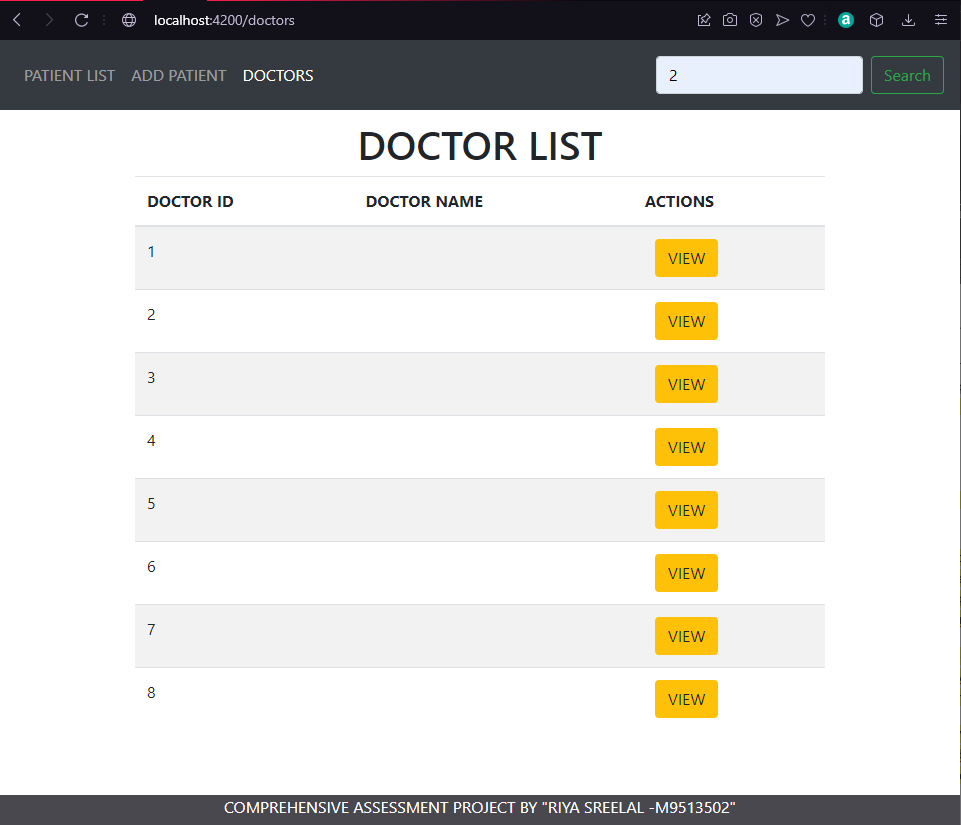 localhost:4200/doctors
a
PATIENT LIST ADD PATIENT DOCTORS 2 Search
DOCTOR LIST
DOCTOR ID DOCTOR NAME ACTIONS
1 VIEW
2 VIEW
3 VIEW
4 VIEW
5 VIEW
6 VIEW
7 VIEW
8 VIEW
COMPREHENSIVE ASSESSMENT PROJECT BY "RIYA SREELAL -M9513502"